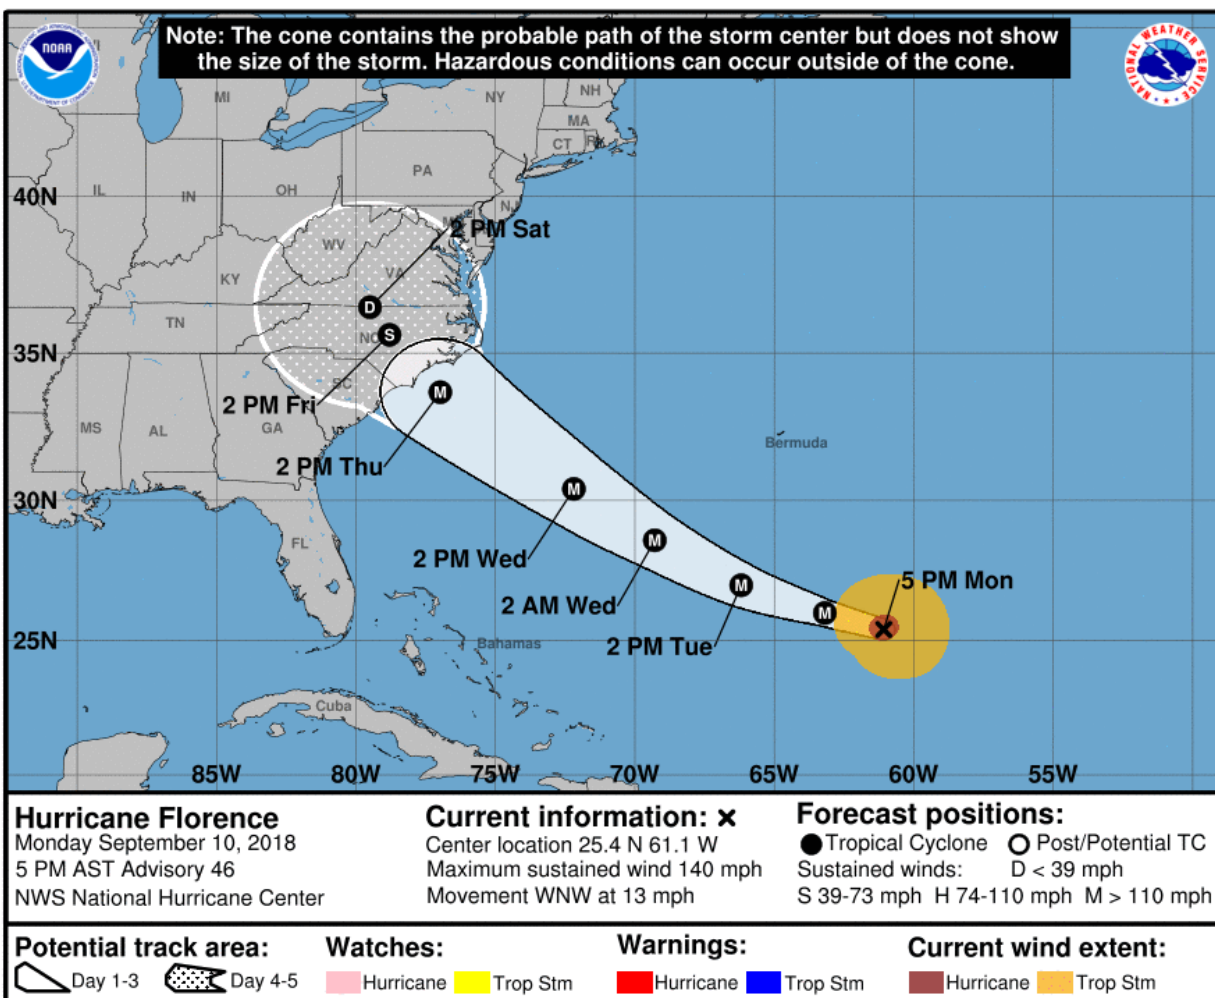 Note: The cone contains the probable path of the storm center but does not show
the size of the storm. Hazardous conditions can occur outside of the cone.
NOAA
NATIONAL WEATHER SERVICE
MI
NY
NH
MA
CT
PA
40N
IL
IN
OH
NJ
2 PM Sat
WV
KY
VA
D
TN
NC
S
35N
SC
M
2 PM Fri
MS
AL
GA
Bermuda
2 PM Thu
M
30N
FL
M
2 PM Wed
5 PM Mon
M
2 AM Wed
M
25N
Bahamas
2 PM Tue
Cuba
85W
80W
75W
70W
65W
60W
55W
Hurricane Florence
Monday September 10, 2018
5 PM AST Advisory 46
NWS National Hurricane Center
Current information: x
Center location 25.4 N 61.1 W
Maximum sustained wind 140 mph
Movement WNW at 13 mph
Forecast positions:
Tropical Cyclone Post/Potential TC
Sustained winds: D < 39 mph
S 39-73 mph H 74-110 mph M > 110 mph
Potential track area:
Day 1-3 Day 4-5
Watches:
Hurricane Trop Stm
Warnings:
Hurricane Trop Stm
Current wind extent:
Hurricane Trop Stm